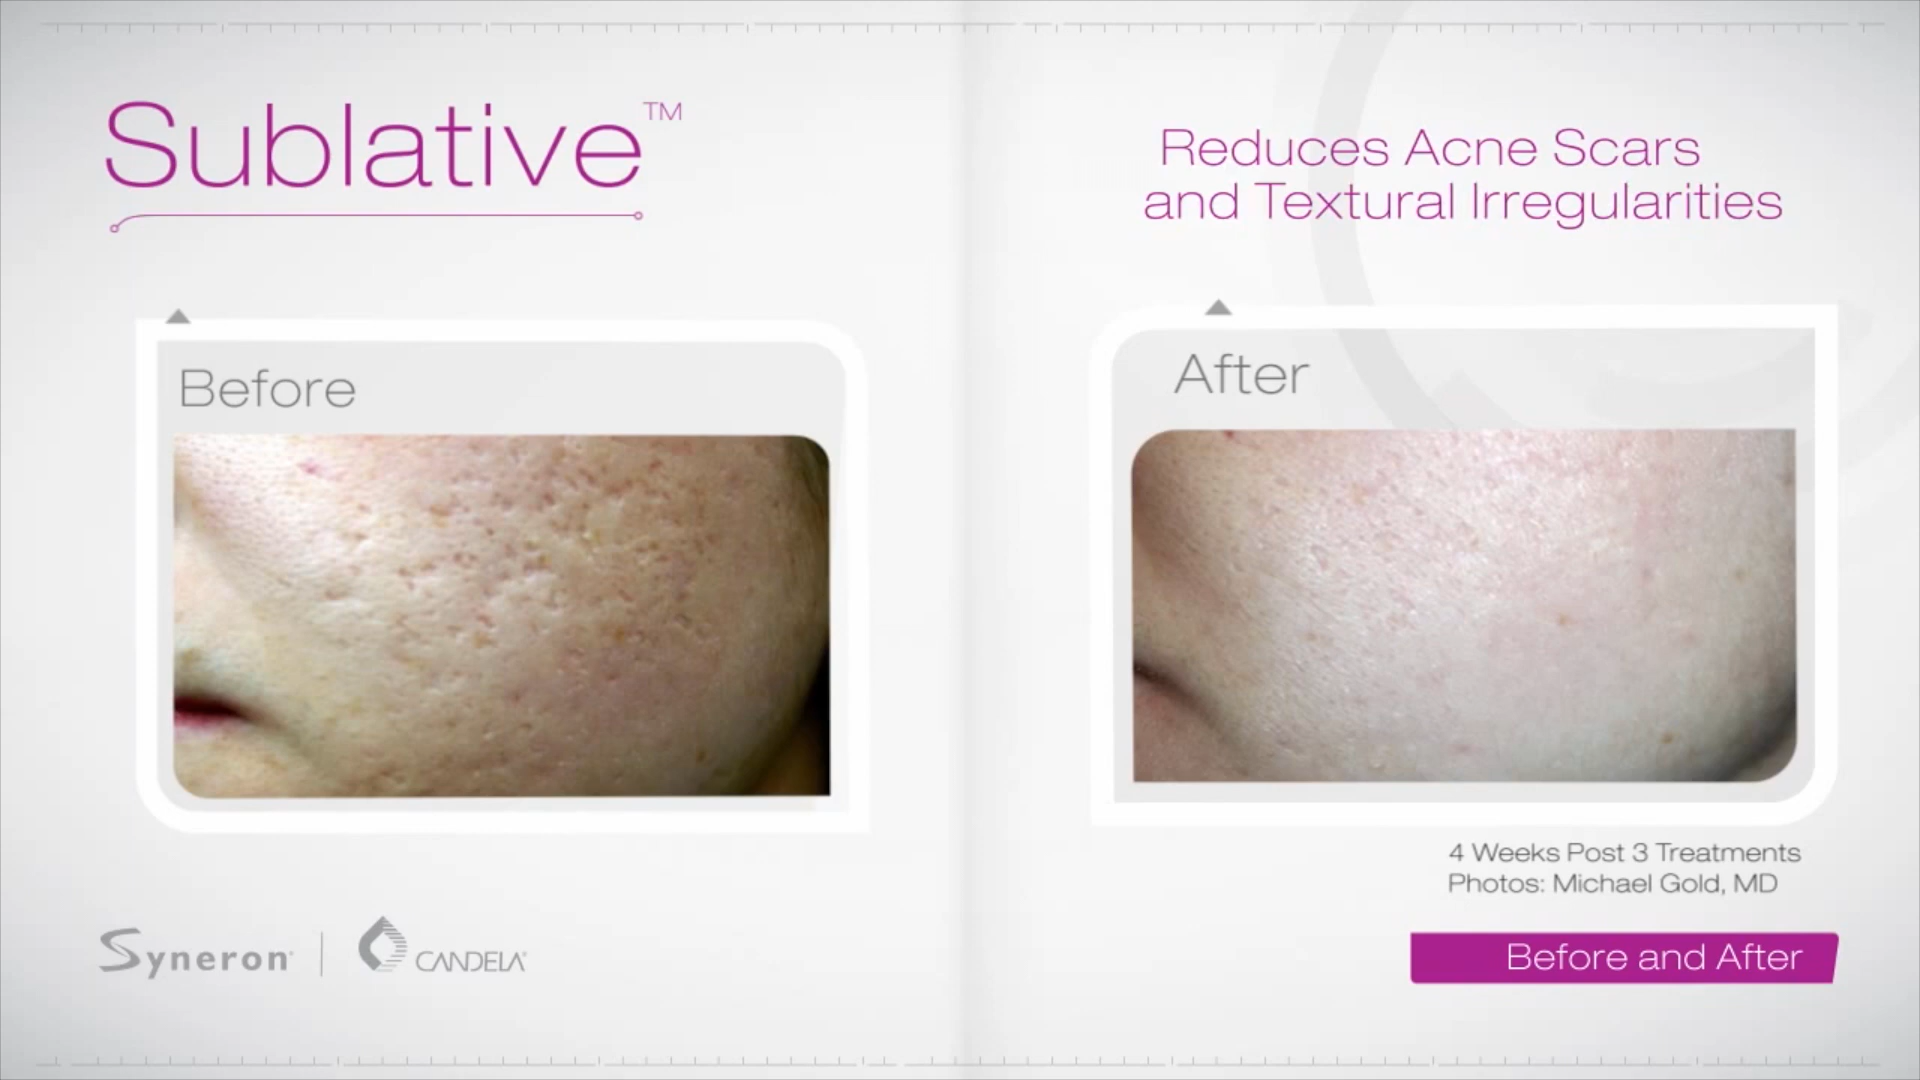 Sublative™
Reduces Acne Scars
and Textural Irregularities
Before
After
4 Weeks Post 3 Treatments
Photos: Michael Gold, MD
Syneron
CANDELA
Before and After